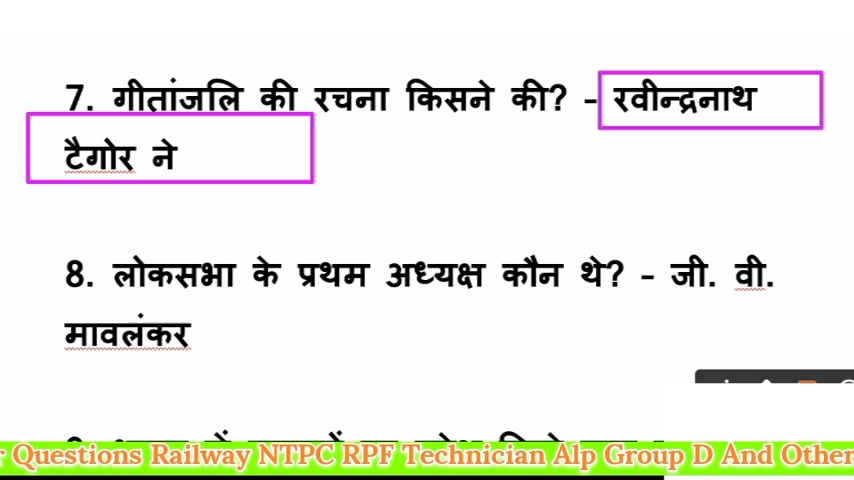 7. गीतांजलि की रचना किसने की? – रवीन्द्रनाथ
टैगोर ने
8. लोकसभा के प्रथम अध्यक्ष कौन थे? – जी. वी.
मावलंकर
Questions Railway NTPC RPF Technician Alp Group D And Other